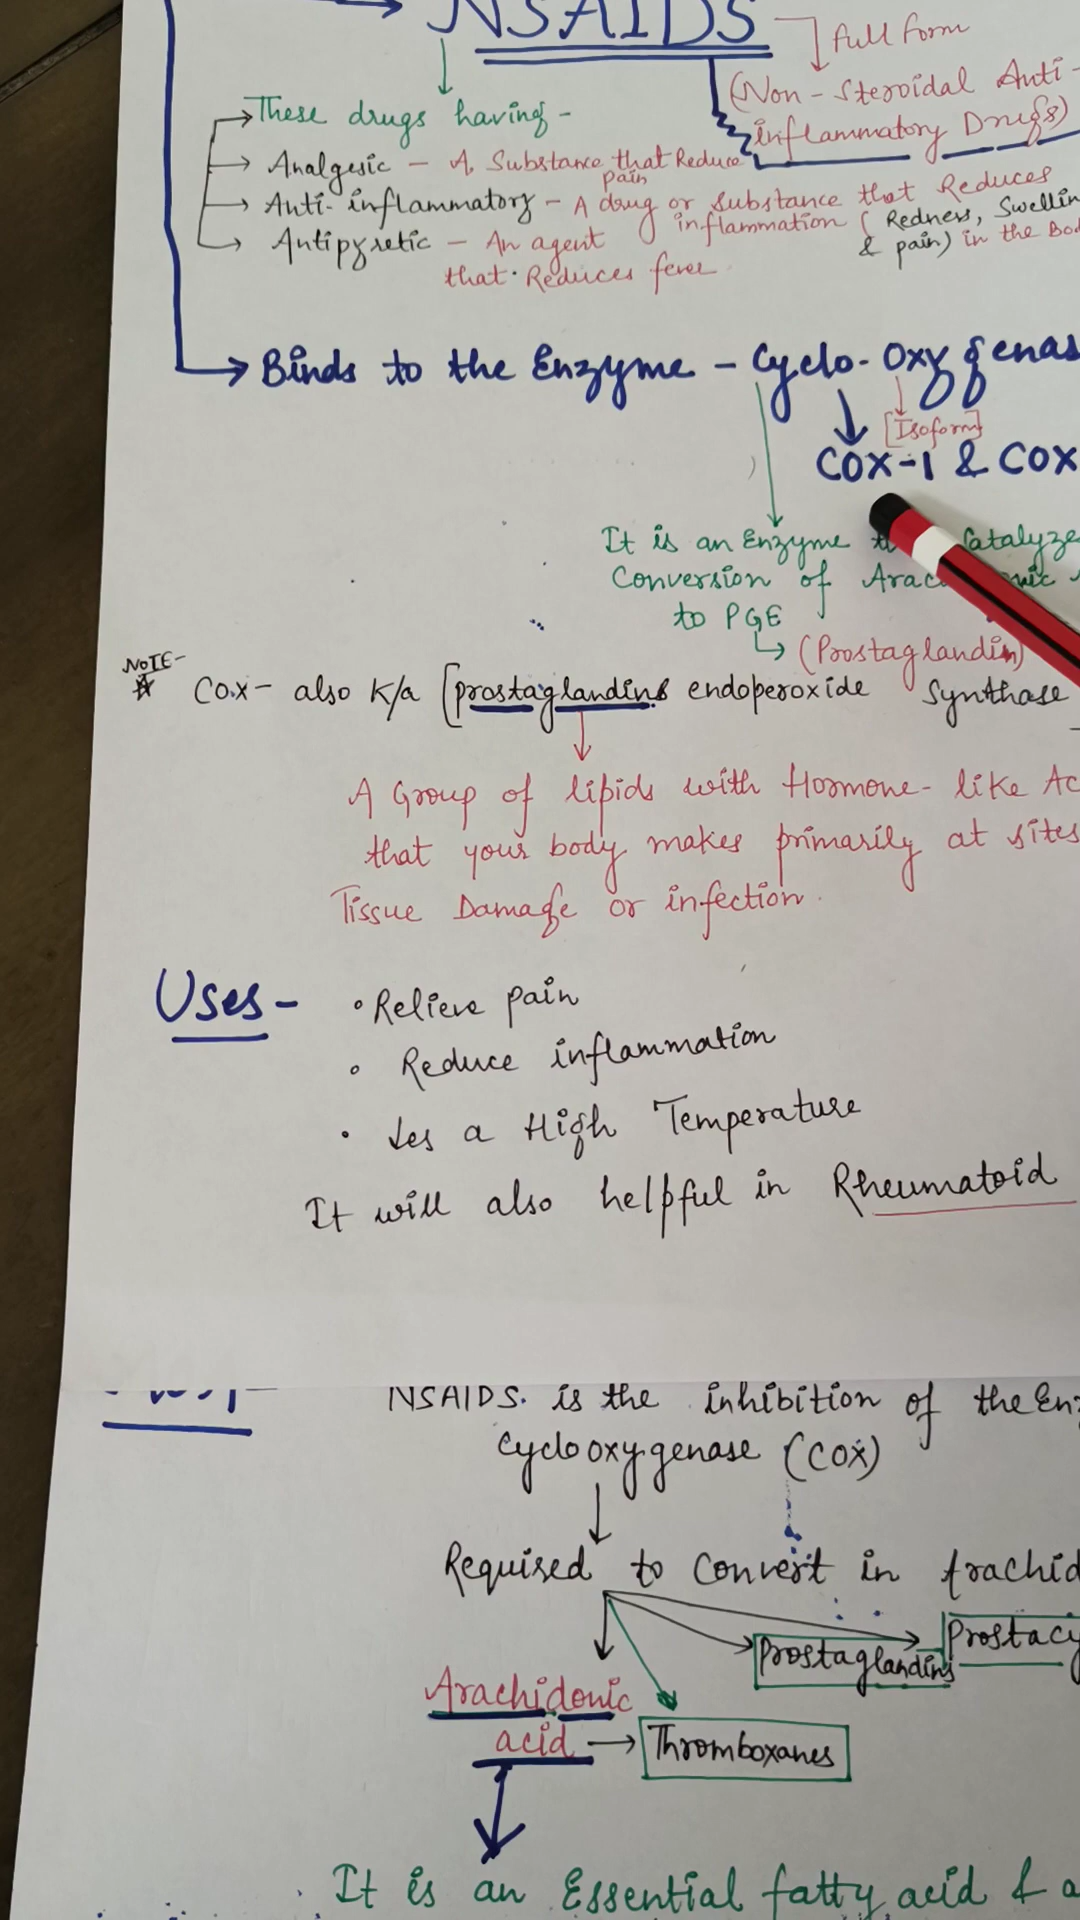 NSAIDS
Full Form
(Non-Steroidal Anti-
inflammatory Drugs)
These drugs having -
Analgesic - A Substance that Reduce
pain
Anti-inflammatory - A drug or Substance that Reduces
inflammation (Redness, Swellin
& pain) in the Bo
Antipyretic - An agent
that Reduces fever
Binds to the Enzyme - Cyclo-Oxygenas
[Isoform]
COX-1 & COX
It is an Enzyme Catalyze
Conversion of
to PGE
(Prostaglandin)
NOTE-
COX- also K/a [prostaglandins endoperoxide Synthase
A Group of lipids with Hormone-like Ac
that your body makes primarily at sites
Tissue Damage or infection.
Uses-
• Relieve pain
• Reduce inflammation
• Les a High Temperature
It will also helpful in Rheumatoid
NSAIDS. is the inhibition of the Enz
Cyclooxygenase (COX)
Required to Convert in Arachid
Prostaglandins
Prostacy
Arachidonic
acid → Thromboxanes
It is an Essential fatty acid & a